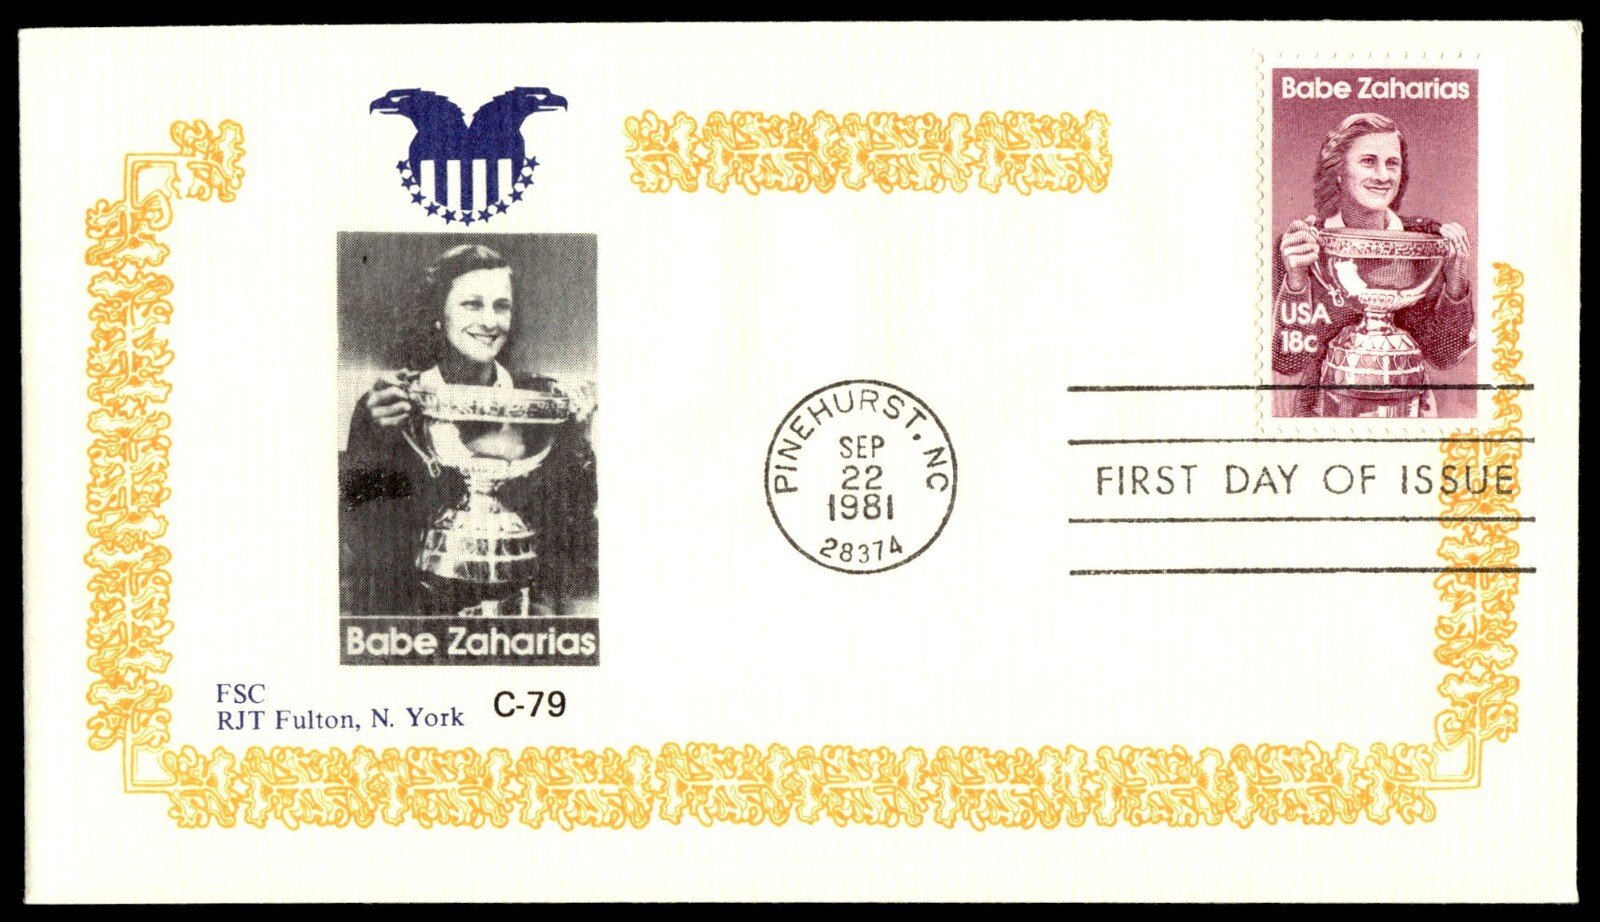 Babe Zaharias
USA
18c
PINEHURST, NC
SEP
22
1981
28374
FIRST DAY OF ISSUE
Babe Zaharias
FSC
RJT Fulton, N. York
C-79